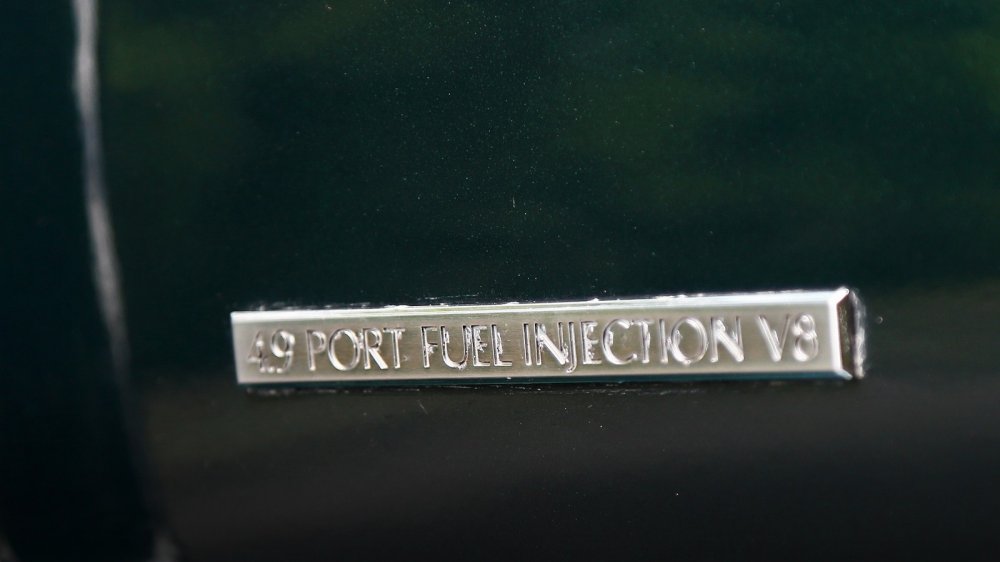 4.9 PORT FUEL INJECTION V8